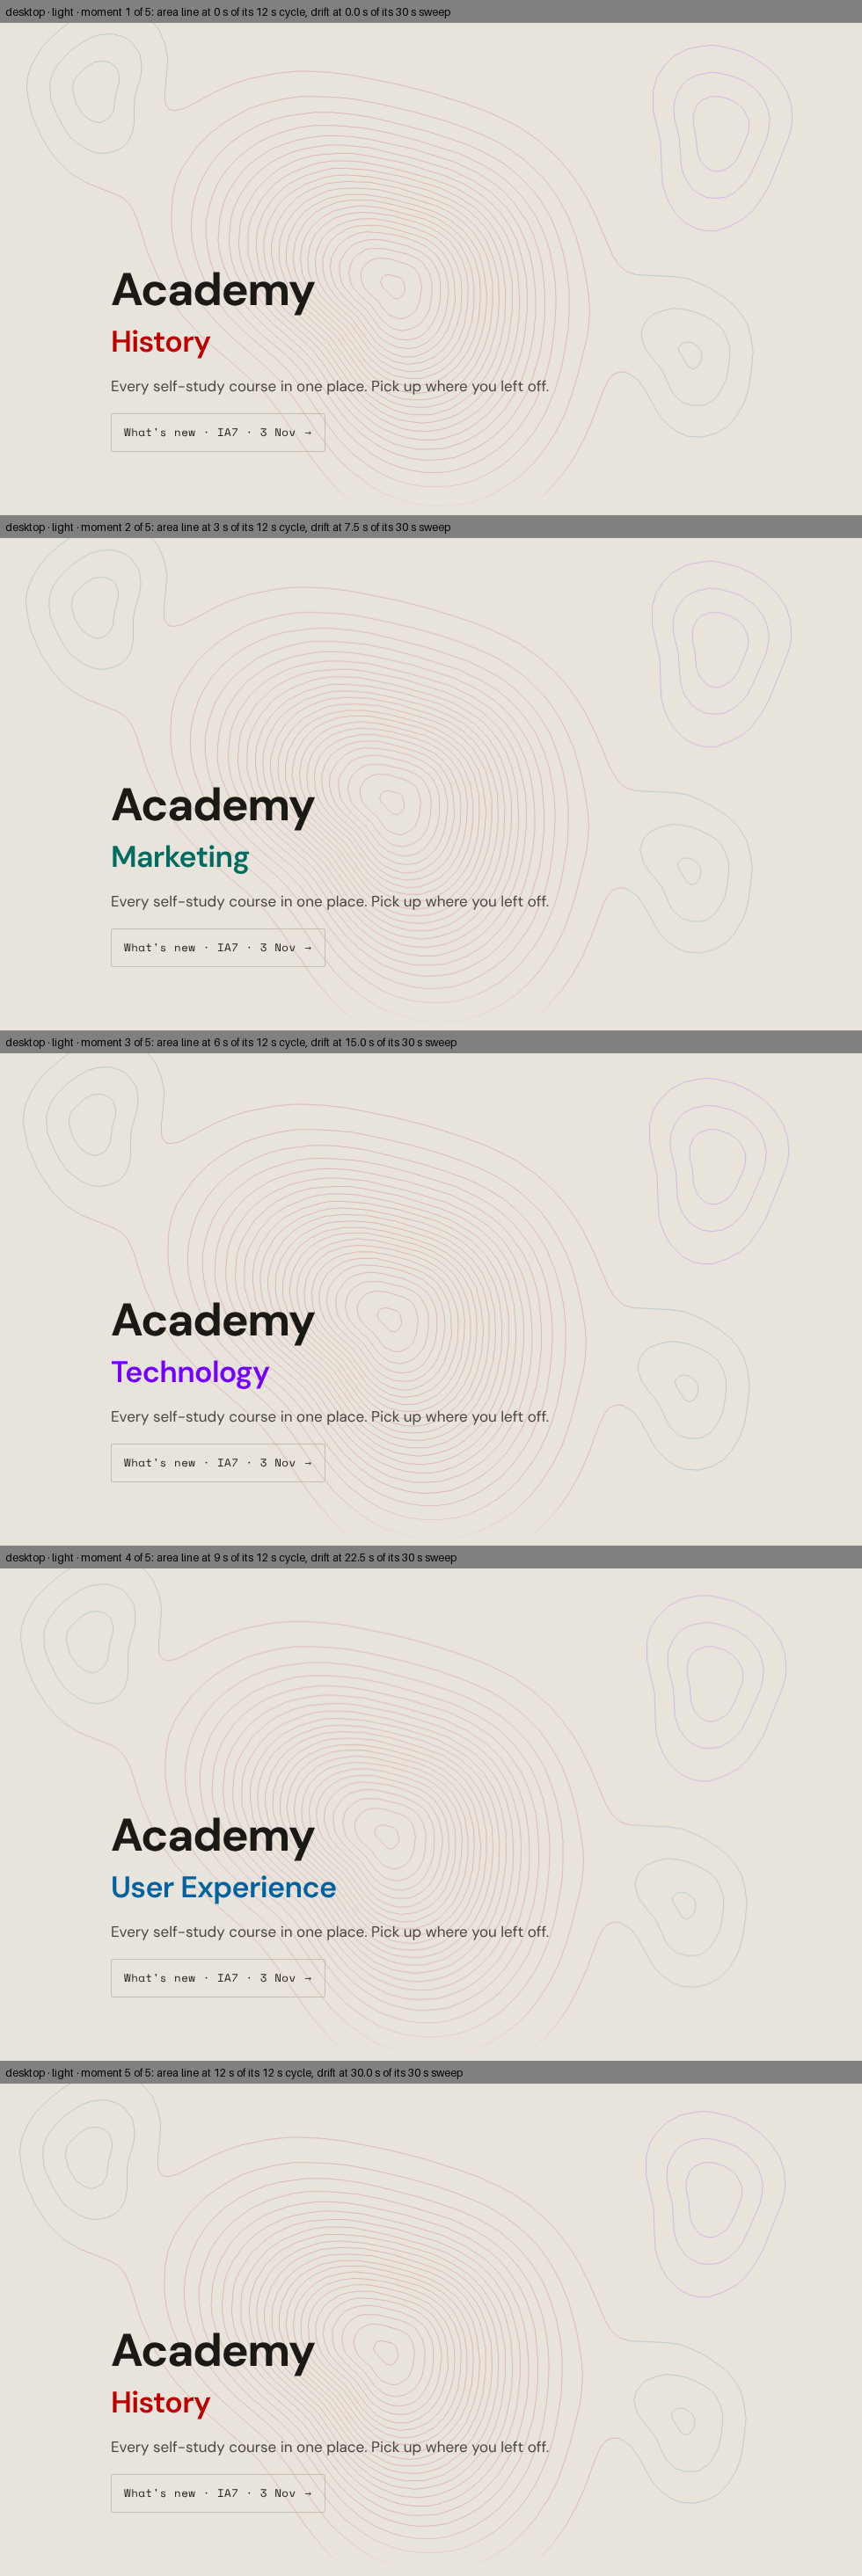 desktop · light · moment 1 of 5: area line at 0 s of its 12 s cycle, drift at 0.0 s of its 30 s sweep
Academy
History
Every self-study course in one place. Pick up where you left off.
What's new · IA7 · 3 Nov →
desktop · light · moment 2 of 5: area line at 3 s of its 12 s cycle, drift at 7.5 s of its 30 s sweep
Academy
Marketing
Every self-study course in one place. Pick up where you left off.
What's new · IA7 · 3 Nov →
desktop · light · moment 3 of 5: area line at 6 s of its 12 s cycle, drift at 15.0 s of its 30 s sweep
Academy
Technology
Every self-study course in one place. Pick up where you left off.
What's new · IA7 · 3 Nov →
desktop · light · moment 4 of 5: area line at 9 s of its 12 s cycle, drift at 22.5 s of its 30 s sweep
Academy
User Experience
Every self-study course in one place. Pick up where you left off.
What's new · IA7 · 3 Nov →
desktop · light · moment 5 of 5: area line at 12 s of its 12 s cycle, drift at 30.0 s of its 30 s sweep
Academy
History
Every self-study course in one place. Pick up where you left off.
What's new · IA7 · 3 Nov →